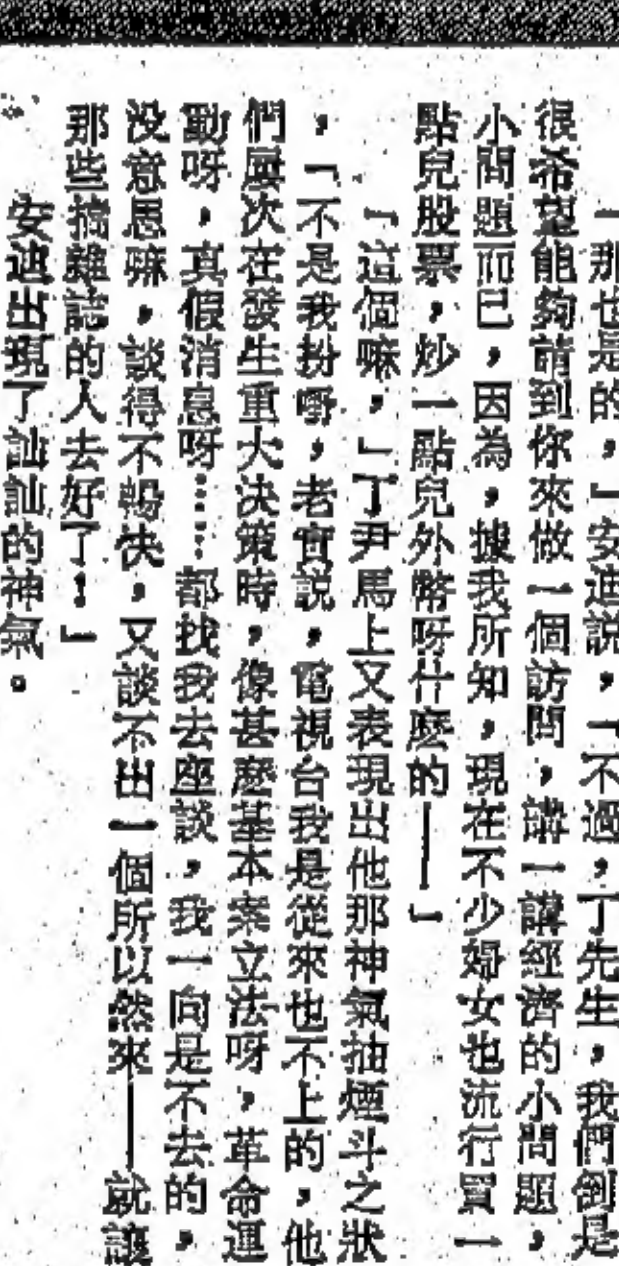 「那也是的，」安迪説，「不過，丁先生，我們倒是
很希望能夠請到你來做一個訪問，講一講經濟的小問題，
小問題而已，因為，據我所知，現在不少婦女也流行買一
點兒股票，炒一點兒外幣呀什麽的——」
「這個嘛，」丁尹馬上又表現出他那神氣抽煙斗之狀
，「不是我扮嘢，老實説，電視台我是從來也不上的，他
們屢次在發生重大決策時，像甚麽基本案立法呀，革命運
動呀，真假消息呀……都找我去座談，我一向是不去的，
没意思嘛，談得不暢快，又談不出一個所以然來——就讓
那些搞雜誌的人去好了！」
安迪出現了訕訕的神氣。